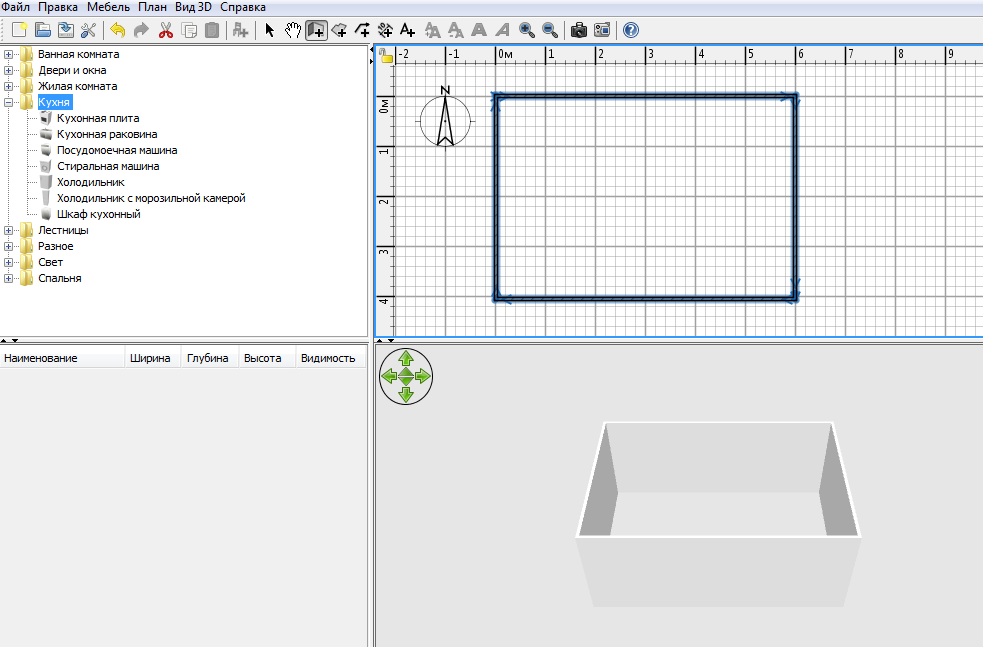 Файл Правка Мебель План Вид 3D Справка
Ванная комната
Двери и окна
Жилая комната
Кухня
Кухонная плита
Кухонная раковина
Посудомоечная машина
Стиральная машина
Холодильник
Холодильник с морозильной камерой
Шкаф кухонный
Лестницы
Разное
Свет
Спальня
Наименование Ширина Глубина Высота Видимость
-2 -1 0м 1 2 3 4 5 6 7 8 9
0м
1
2
3
4
N